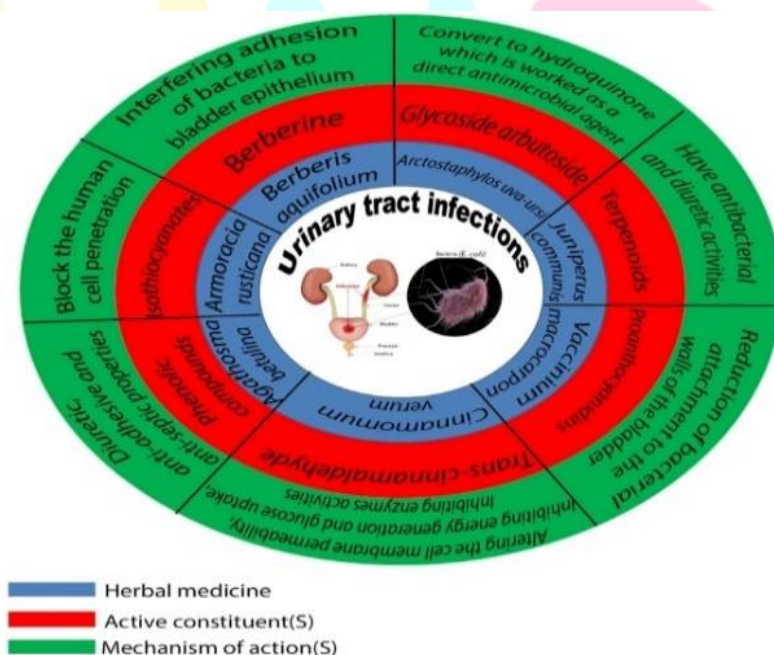 Interfering adhesion
of bacteria to
bladder epithelium
Convert to hydroquinone
which is worked as a
direct antimicrobial agent
Have antibacterial
and diuretic activities
Reduction of bacterial
attachment to the
walls of the bladder
Altering the cell membrane permeability,
inhibiting energy generation and glucose uptake,
Inhibiting enzymes activities
Diuretic,
anti-adhesive and
anti-septic properties
Block the human
cell penetration
Berberine
Glycoside arbutoside
Terpenoids
Proanthocyanidins
Trans-cinnamaldehyde
Phenolic
compounds
Isothiocyanates
Berberis
aquifolium
Arctostaphylos uva-ursi
Juniperus
communis
Vaccinium
macrocarpon
Cinnamomum
verum
Agathosma
betulina
Armoracia
rusticana
Urinary tract infections
Kidney
Bladder
Bacteria (E. coli)
Herbal medicine
Active constituent(S)
Mechanism of action(S)